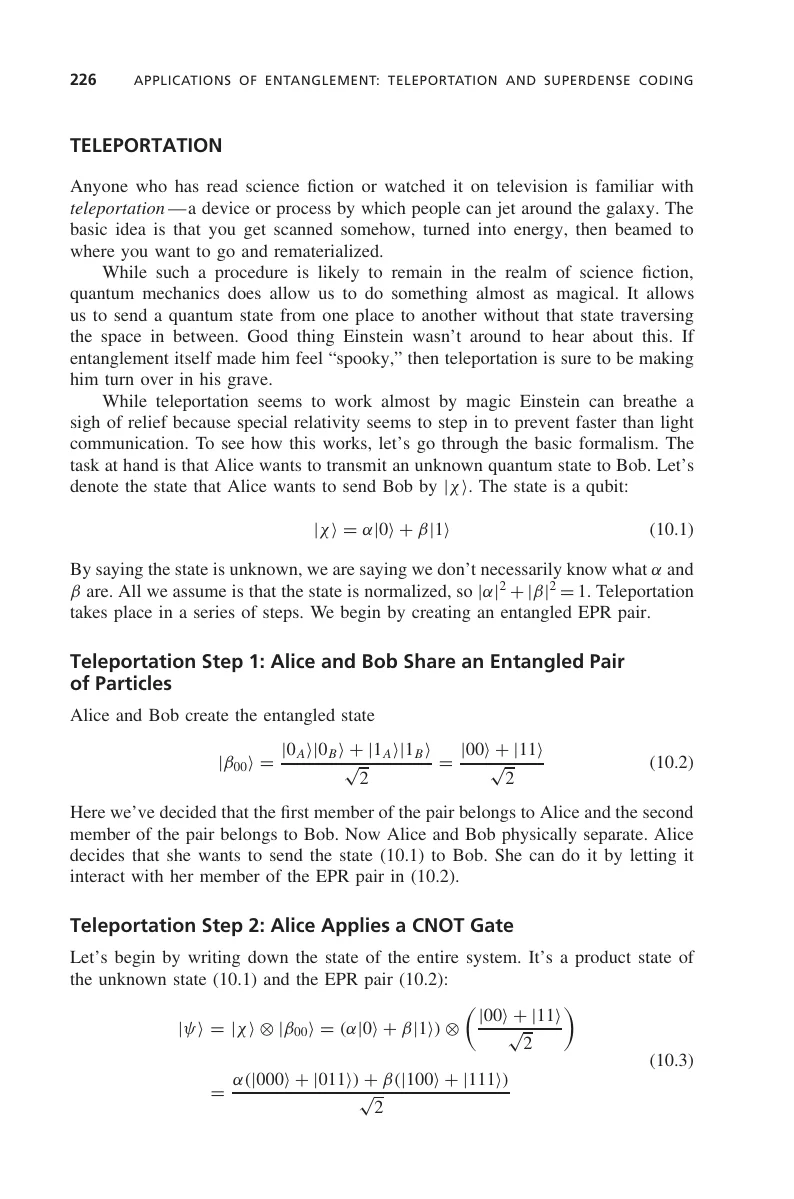 226 APPLICATIONS OF ENTANGLEMENT: TELEPORTATION AND SUPERDENSE CODING
TELEPORTATION
Anyone who has read science fiction or watched it on television is familiar with
teleportation—a device or process by which people can jet around the galaxy. The
basic idea is that you get scanned somehow, turned into energy, then beamed to
where you want to go and rematerialized.
While such a procedure is likely to remain in the realm of science fiction,
quantum mechanics does allow us to do something almost as magical. It allows
us to send a quantum state from one place to another without that state traversing
the space in between. Good thing Einstein wasn't around to hear about this. If
entanglement itself made him feel “spooky,” then teleportation is sure to be making
him turn over in his grave.
While teleportation seems to work almost by magic Einstein can breathe a
sigh of relief because special relativity seems to step in to prevent faster than light
communication. To see how this works, let's go through the basic formalism. The
task at hand is that Alice wants to transmit an unknown quantum state to Bob. Let's
denote the state that Alice wants to send Bob by |χ⟩. The state is a qubit:
|χ⟩ = α|0⟩ + β|1⟩ (10.1)
By saying the state is unknown, we are saying we don't necessarily know what α and
β are. All we assume is that the state is normalized, so |α|² + |β|² = 1. Teleportation
takes place in a series of steps. We begin by creating an entangled EPR pair.
Teleportation Step 1: Alice and Bob Share an Entangled Pair
of Particles
Alice and Bob create the entangled state
|β₀₀⟩ = (|0_A⟩|0_B⟩ + |1_A⟩|1_B⟩)/√2 = (|00⟩ + |11⟩)/√2 (10.2)
Here we've decided that the first member of the pair belongs to Alice and the second
member of the pair belongs to Bob. Now Alice and Bob physically separate. Alice
decides that she wants to send the state (10.1) to Bob. She can do it by letting it
interact with her member of the EPR pair in (10.2).
Teleportation Step 2: Alice Applies a CNOT Gate
Let's begin by writing down the state of the entire system. It's a product state of
the unknown state (10.1) and the EPR pair (10.2):
|ψ⟩ = |χ⟩ ⊗ |β₀₀⟩ = (α|0⟩ + β|1⟩) ⊗ ((|00⟩ + |11⟩)/√2)
(10.3)
= (α(|000⟩ + |011⟩) + β(|100⟩ + |111⟩))/√2